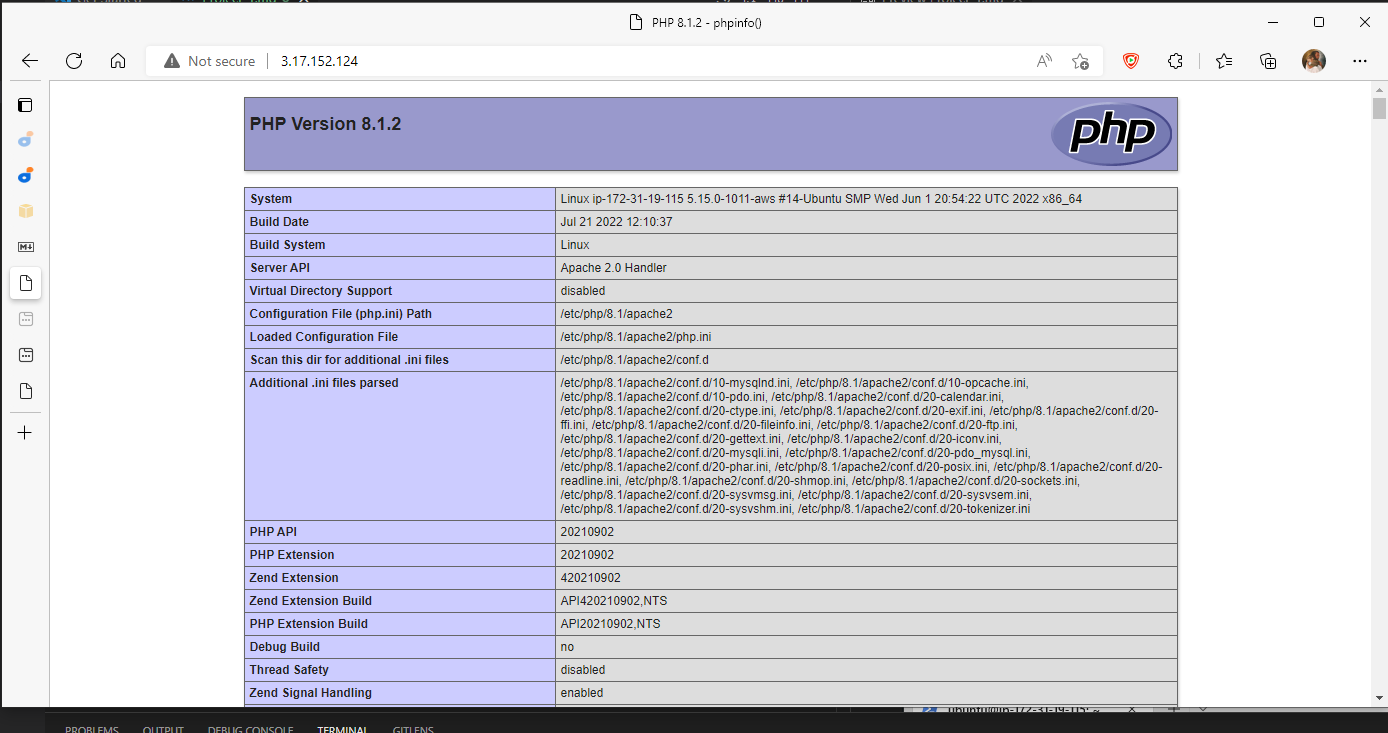 PHP 8.1.2 - phpinfo()
Not secure 3.17.152.124
PHP Version 8.1.2
php
System Linux ip-172-31-19-115 5.15.0-1011-aws #14-Ubuntu SMP Wed Jun 1 20:54:22 UTC 2022 x86_64
Build Date Jul 21 2022 12:10:37
Build System Linux
Server API Apache 2.0 Handler
Virtual Directory Support disabled
Configuration File (php.ini) Path /etc/php/8.1/apache2
Loaded Configuration File /etc/php/8.1/apache2/php.ini
Scan this dir for additional .ini files /etc/php/8.1/apache2/conf.d
Additional .ini files parsed /etc/php/8.1/apache2/conf.d/10-mysqlnd.ini, /etc/php/8.1/apache2/conf.d/10-opcache.ini,
/etc/php/8.1/apache2/conf.d/10-pdo.ini, /etc/php/8.1/apache2/conf.d/20-calendar.ini,
/etc/php/8.1/apache2/conf.d/20-ctype.ini, /etc/php/8.1/apache2/conf.d/20-exif.ini, /etc/php/8.1/apache2/conf.d/20-
ffi.ini, /etc/php/8.1/apache2/conf.d/20-fileinfo.ini, /etc/php/8.1/apache2/conf.d/20-ftp.ini,
/etc/php/8.1/apache2/conf.d/20-gettext.ini, /etc/php/8.1/apache2/conf.d/20-iconv.ini,
/etc/php/8.1/apache2/conf.d/20-mysqli.ini, /etc/php/8.1/apache2/conf.d/20-pdo_mysql.ini,
/etc/php/8.1/apache2/conf.d/20-phar.ini, /etc/php/8.1/apache2/conf.d/20-posix.ini, /etc/php/8.1/apache2/conf.d/20-
readline.ini, /etc/php/8.1/apache2/conf.d/20-shmop.ini, /etc/php/8.1/apache2/conf.d/20-sockets.ini,
/etc/php/8.1/apache2/conf.d/20-sysvmsg.ini, /etc/php/8.1/apache2/conf.d/20-sysvsem.ini,
/etc/php/8.1/apache2/conf.d/20-sysvshm.ini, /etc/php/8.1/apache2/conf.d/20-tokenizer.ini
PHP API 20210902
PHP Extension 20210902
Zend Extension 420210902
Zend Extension Build API420210902,NTS
PHP Extension Build API20210902,NTS
Debug Build no
Thread Safety disabled
Zend Signal Handling enabled
ubuntu@ip-172-31-19-115: ~
PROBLEMS OUTPUT DEBUG CONSOLE TERMINAL GITLENS